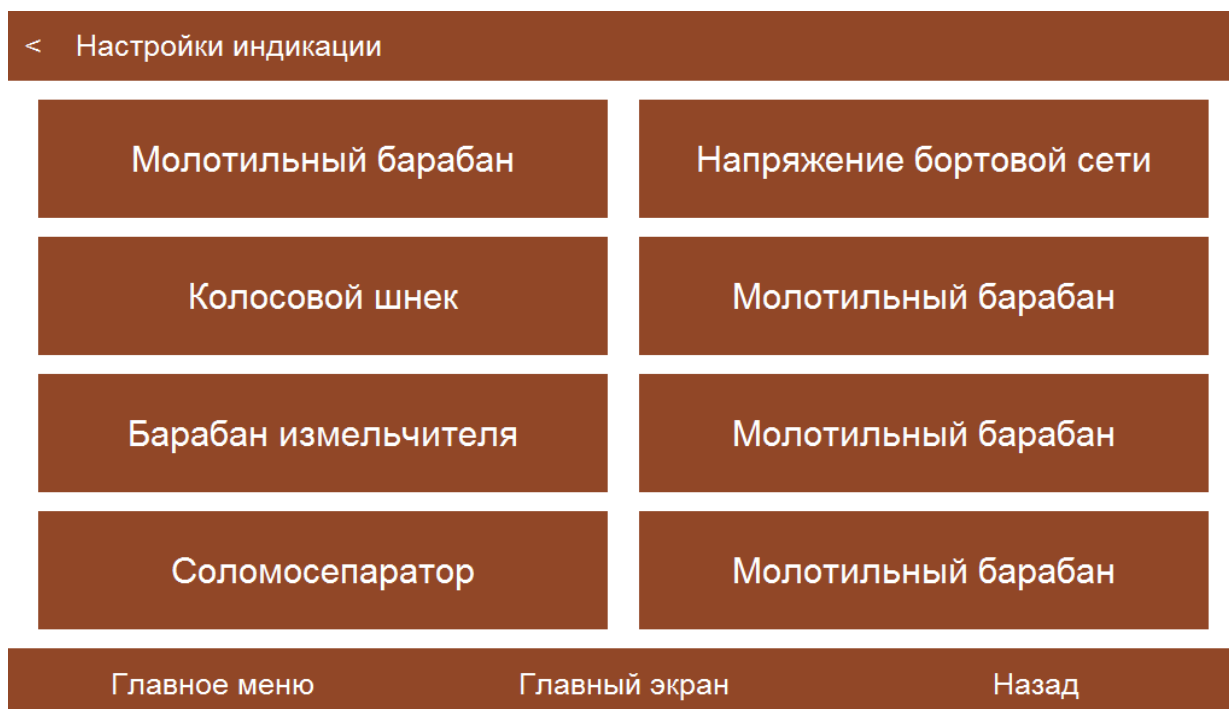 < Настройки индикации
Молотильный барабан
Напряжение бортовой сети
Колосовой шнек
Молотильный барабан
Барабан измельчителя
Молотильный барабан
Соломосепаратор
Молотильный барабан
Главное меню
Главный экран
Назад